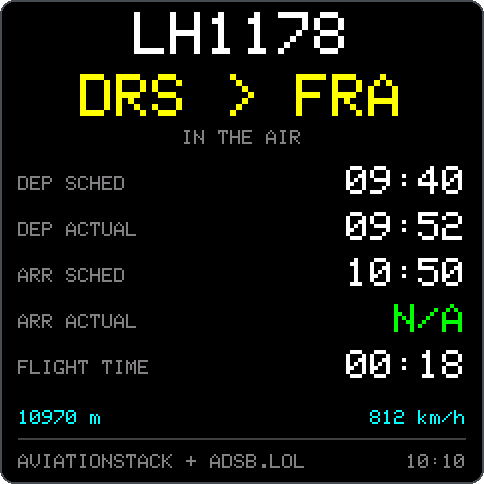 LH1178
DRS > FRA
IN THE AIR
DEP SCHED 09:40
DEP ACTUAL 09:52
ARR SCHED 10:50
ARR ACTUAL N/A
FLIGHT TIME 00:18
10970 m 812 km/h
AVIATIONSTACK + ADSB.LOL 10:10